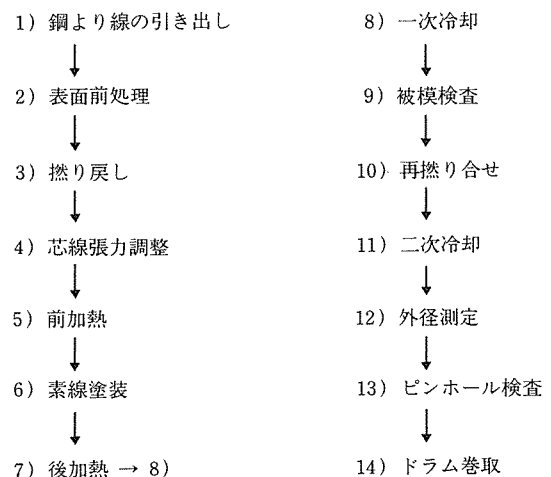 1) 鋼より線の引き出し
2) 表面前処理
3) 撚り戻し
4) 芯線張力調整
5) 前加熱
6) 素線塗装
7) 後加熱 → 8)
8) 一次冷却
9) 被模検査
10) 再撚り合せ
11) 二次冷却
12) 外径測定
13) ピンホール検査
14) ドラム巻取